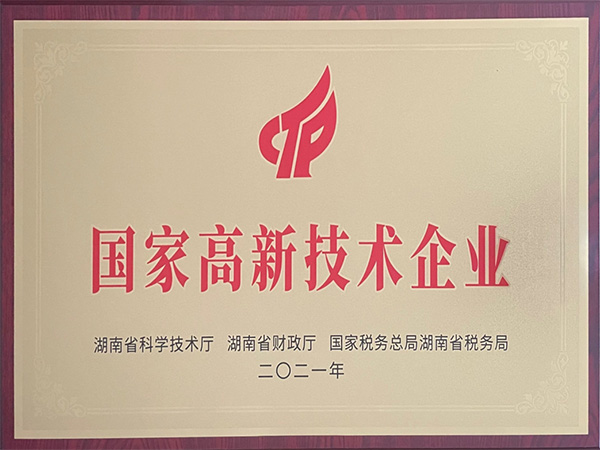 CTP
国家高新技术企业
湖南省科学技术厅 湖南省财政厅 国家税务总局湖南省税务局
二〇二一年